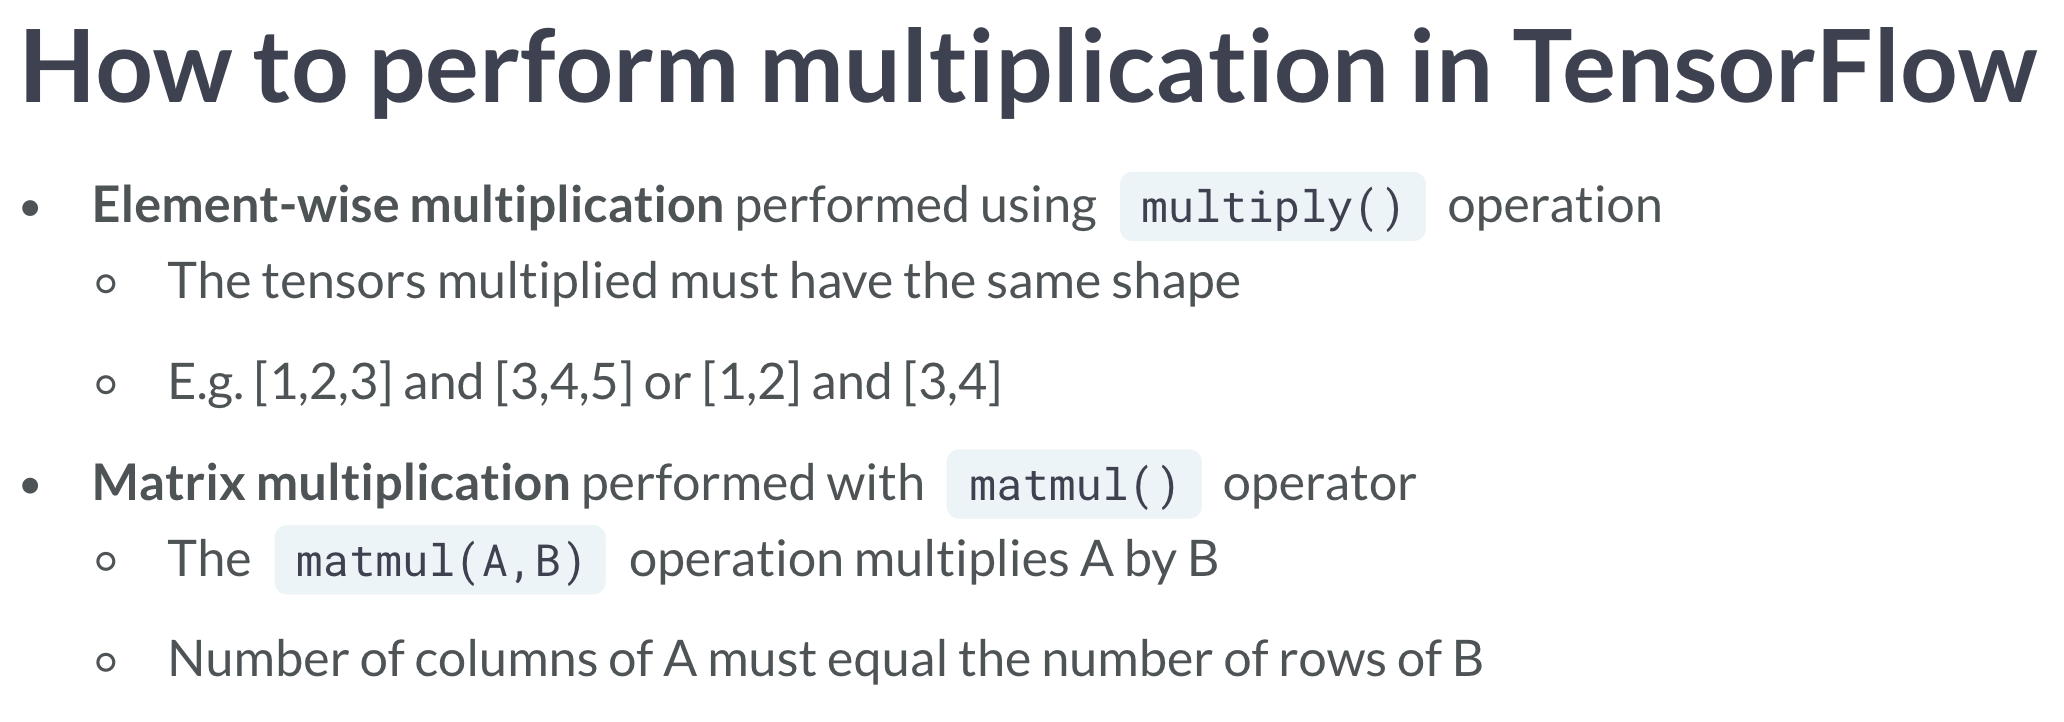 How to perform multiplication in TensorFlow
• Element-wise multiplication performed using multiply() operation
◦ The tensors multiplied must have the same shape
◦ E.g. [1,2,3] and [3,4,5] or [1,2] and [3,4]
• Matrix multiplication performed with matmul() operator
◦ The matmul(A,B) operation multiplies A by B
◦ Number of columns of A must equal the number of rows of B